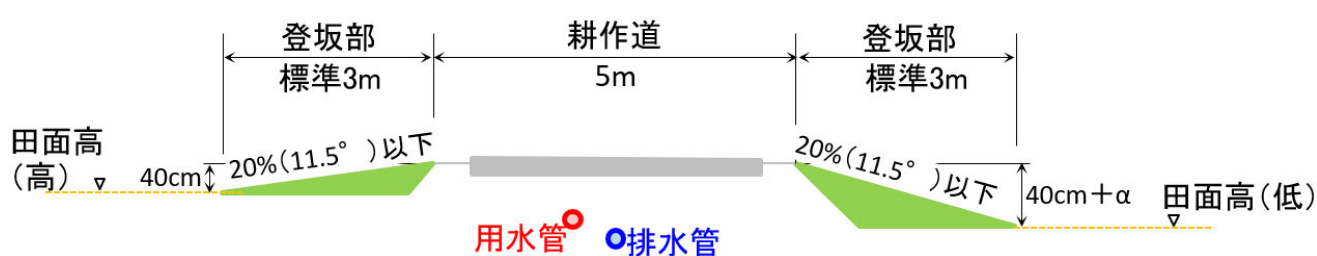 登坂部
標準3m
耕作道
5m
登坂部
標準3m
田面高
(高)
40cm
20%(11.5°)以下
20%(11.5°)以下
40cm+α
田面高(低)
用水管
排水管